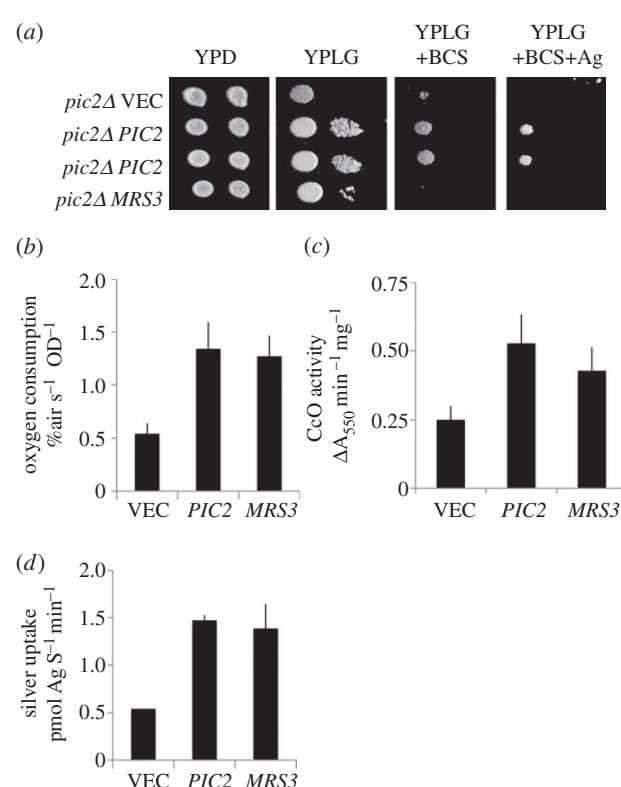 (a)
YPD
YPLG
YPLG
+BCS
YPLG
+BCS+Ag
pic2Δ VEC
pic2Δ PIC2
pic2Δ PIC2
pic2Δ MRS3
(b)
oxygen consumption
%air s⁻¹ OD⁻¹
2.0
1.5
1.0
0.5
0
VEC PIC2 MRS3
(c)
CcO activity
ΔA₅₅₀ min⁻¹ mg⁻¹
0.75
0.50
0.25
0
VEC PIC2 MRS3
(d)
silver uptake
pmol Ag S⁻¹ min⁻¹
2.0
1.5
1.0
0.5
0
VEC PIC2 MRS3